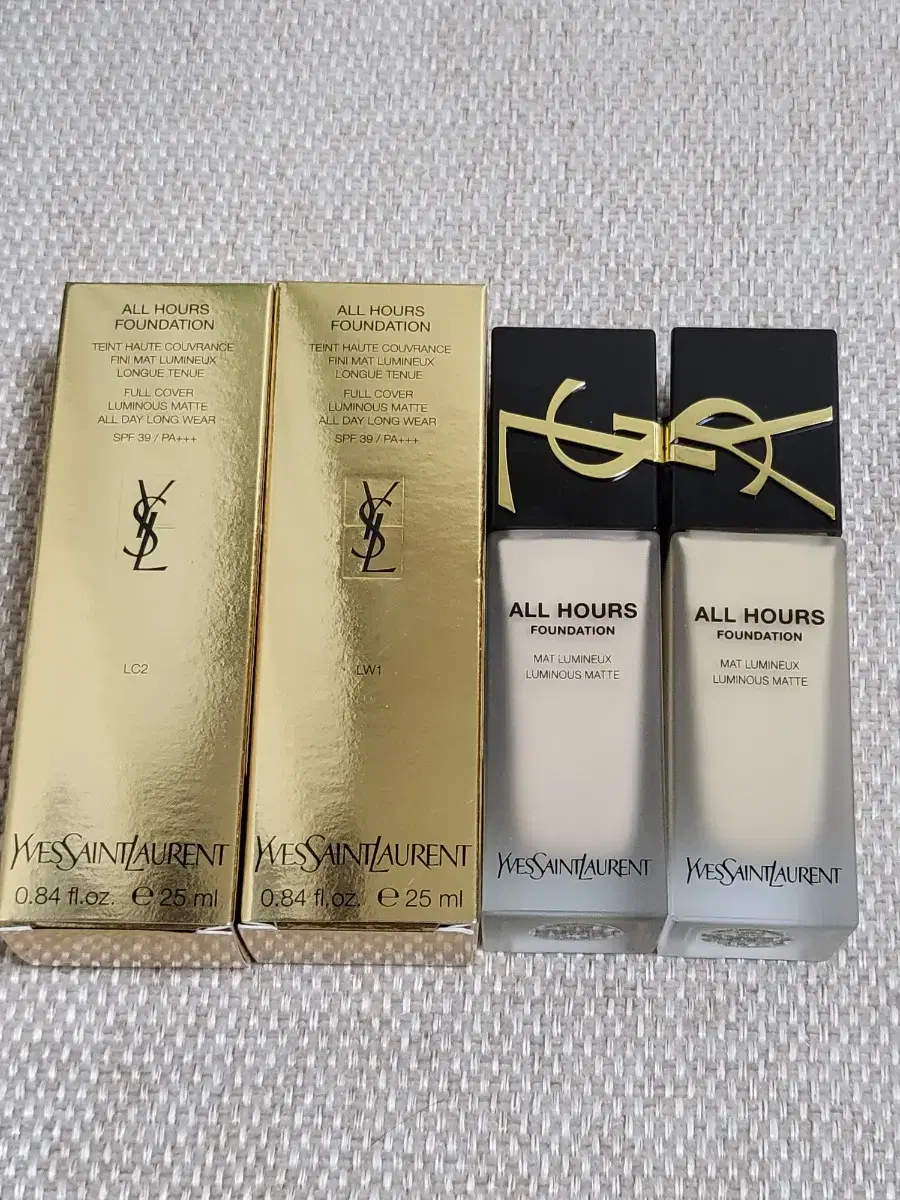 ALL HOURS
FOUNDATION
TEINT HAUTE COUVRANCE
FINI MAT LUMINEUX
LONGUE TENUE
FULL COVER
LUMINOUS MATTE
ALL DAY LONG WEAR
SPF 39 / PA+++
YSL
LC2
YVESSAINTLAURENT
0.84 fl.oz. e 25 ml
ALL HOURS
FOUNDATION
TEINT HAUTE COUVRANCE
FINI MAT LUMINEUX
LONGUE TENUE
FULL COVER
LUMINOUS MATTE
ALL DAY LONG WEAR
SPF 39 / PA+++
YSL
LW1
YVESSAINTLAURENT
0.84 fl.oz. e 25 ml
ALL HOURS
FOUNDATION
MAT LUMINEUX
LUMINOUS MATTE
YVESSAINTLAURENT
ALL HOURS
FOUNDATION
MAT LUMINEUX
LUMINOUS MATTE
YVESSAINTLAURENT